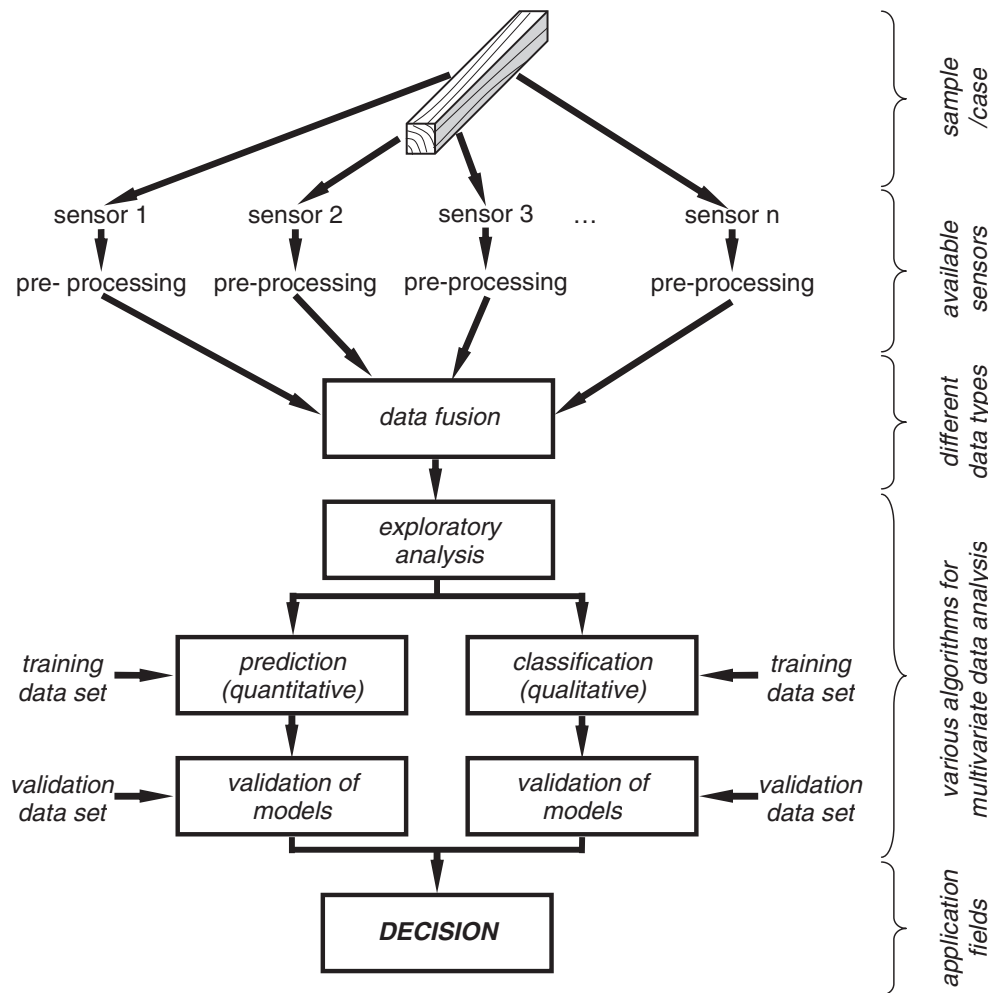 sample
/case
sensor 1
sensor 2
sensor 3
...
sensor n
pre- processing
pre-processing
pre-processing
pre-processing
available
sensors
data fusion
different
data types
exploratory
analysis
training
data set
prediction
(quantitative)
classification
(qualitative)
training
data set
validation
data set
validation of
models
validation of
models
validation
data set
various algorithms for
multivariate data analysis
DECISION
application
fields